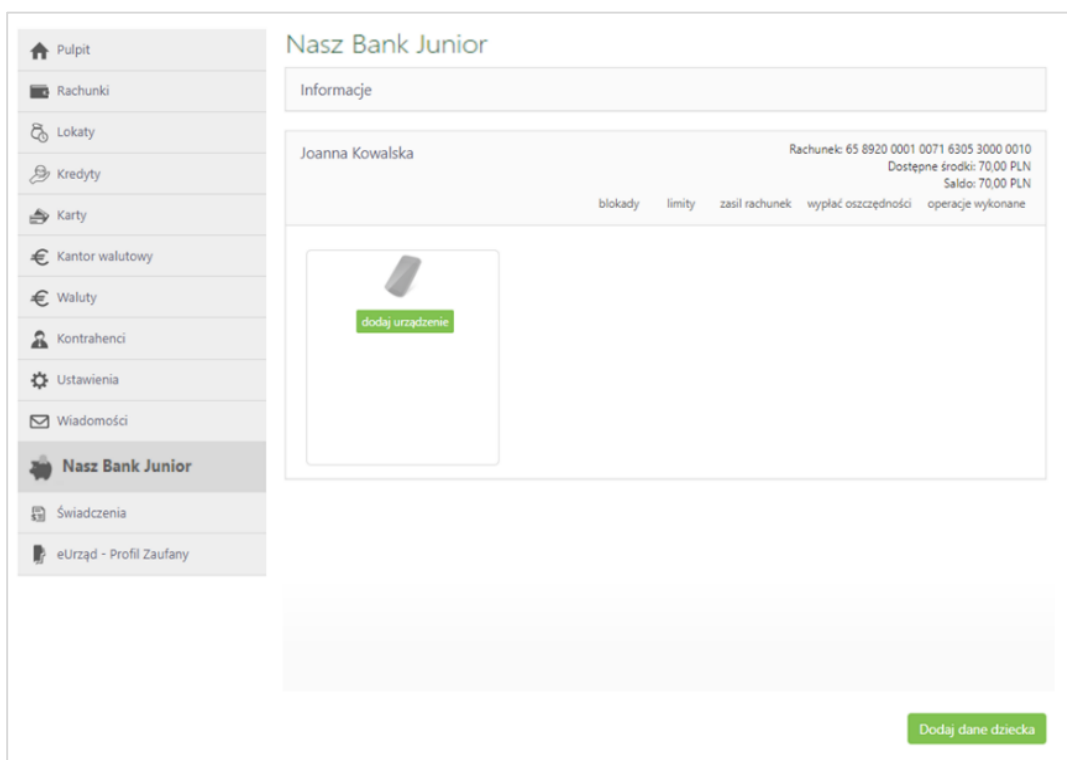 Nasz Bank Junior
Pulpit
Rachunki
Lokaty
Kredyty
Karty
Kantor walutowy
Waluty
Kontrahenci
Ustawienia
Wiadomości
Nasz Bank Junior
Świadczenia
eUrząd - Profil Zaufany
Informacje
Joanna Kowalska
Rachunek: 65 8920 0001 0071 6305 3000 0010
Dostępne środki: 70,00 PLN
Saldo: 70,00 PLN
blokady limity zasil rachunek wypłać oszczędności operacje wykonane
dodaj urządzenie
Dodaj dane dziecka